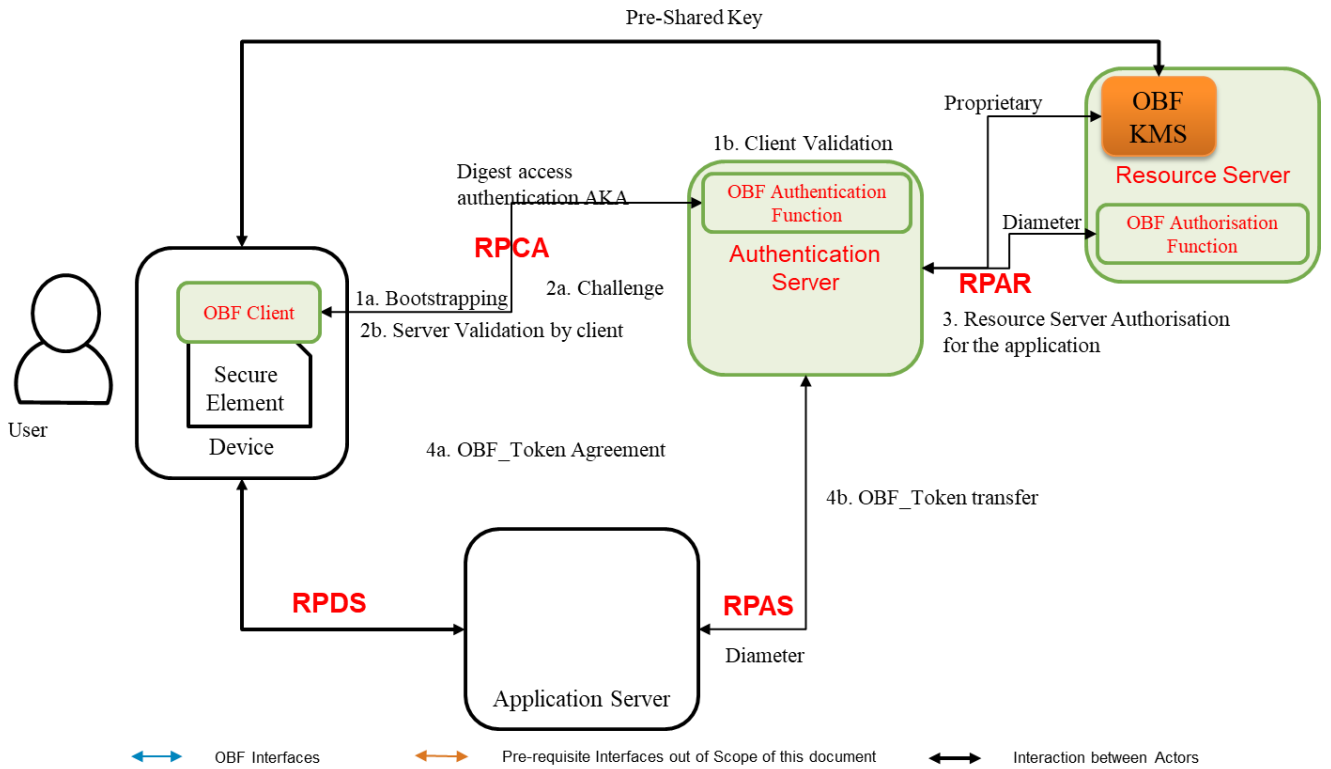 Pre-Shared Key
OBF
KMS
Proprietary
Resource Server
1b. Client Validation
Digest access
authentication AKA
OBF Authentication
Function
Diameter
OBF Authorisation
Function
RPCA
Authentication
Server
RPAR
1a. Bootstrapping
2a. Challenge
OBF Client
2b. Server Validation by client
3. Resource Server Authorisation
for the application
Secure
Element
User
Device
4a. OBF_Token Agreement
4b. OBF_Token transfer
RPDS
RPAS
Diameter
Application Server
OBF Interfaces
Pre-requisite Interfaces out of Scope of this document
Interaction between Actors